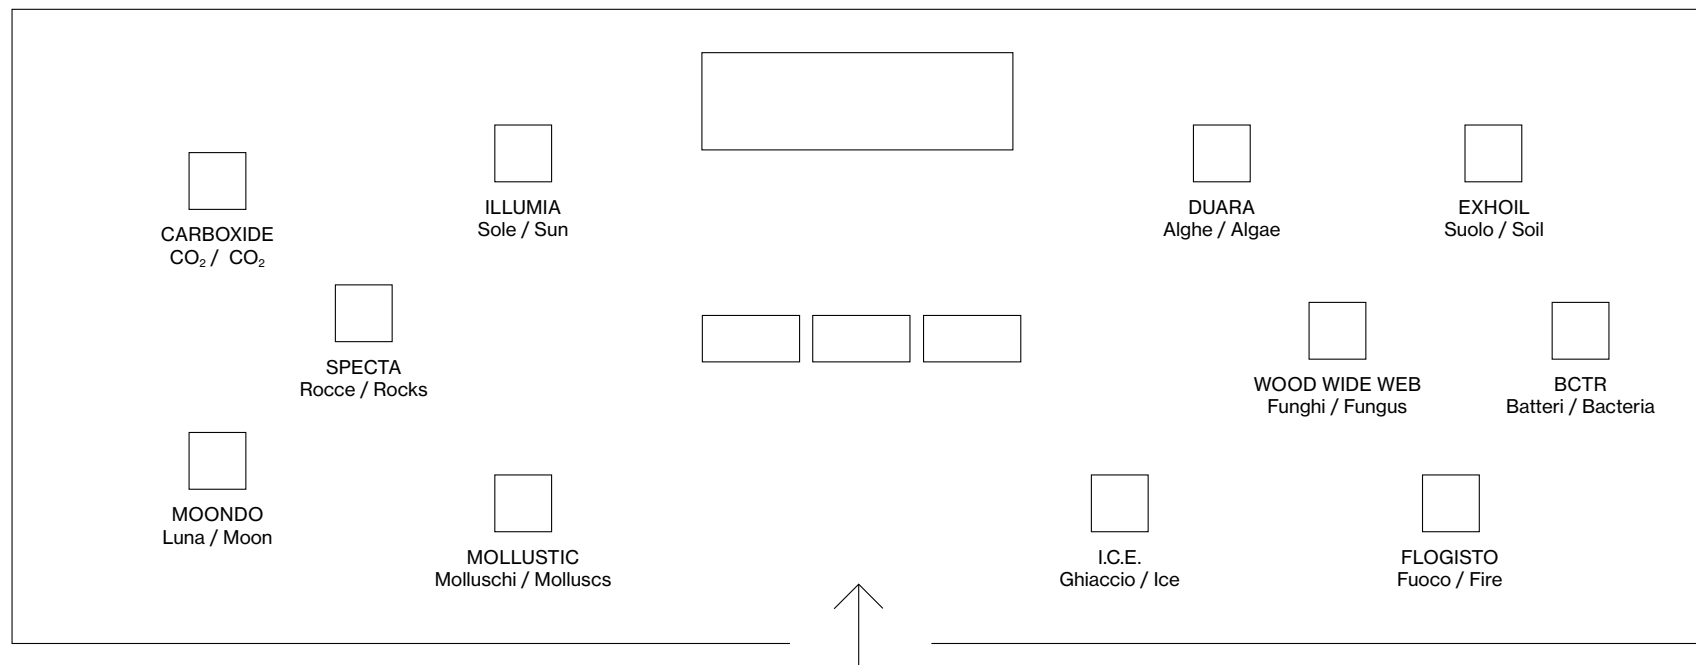 ILLUMIA
Sole / Sun
DUARA
Alghe / Algae
EXHOIL
Suolo / Soil
CARBOXIDE
CO₂ / CO₂
SPECTA
Rocce / Rocks
WOOD WIDE WEB
Funghi / Fungus
BCTR
Batteri / Bacteria
MOONDO
Luna / Moon
MOLLUSTIC
Molluschi / Molluscs
I.C.E.
Ghiaccio / Ice
FLOGISTO
Fuoco / Fire